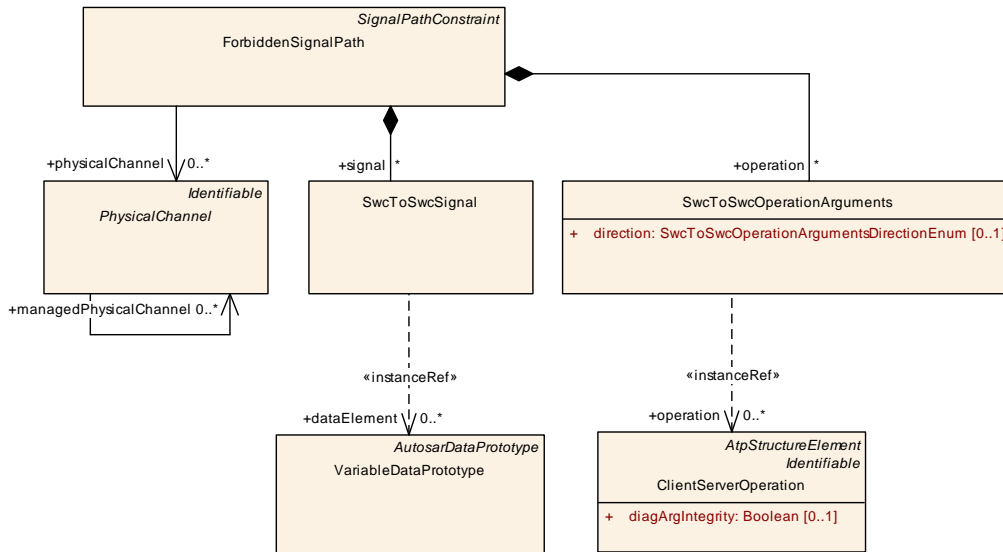 SignalPathConstraint
ForbiddenSignalPath
+physicalChannel 0..*
+signal *
+operation *
Identifiable
PhysicalChannel
SwcToSwcSignal
SwcToSwcOperationArguments
+ direction: SwcToSwcOperationArgumentsDirectionEnum [0..1]
+managedPhysicalChannel 0..*
«instanceRef»
«instanceRef»
+dataElement 0..*
+operation 0..*
AutosarDataPrototype
VariableDataPrototype
AtpStructureElement
Identifiable
ClientServerOperation
+ diagArgIntegrity: Boolean [0..1]